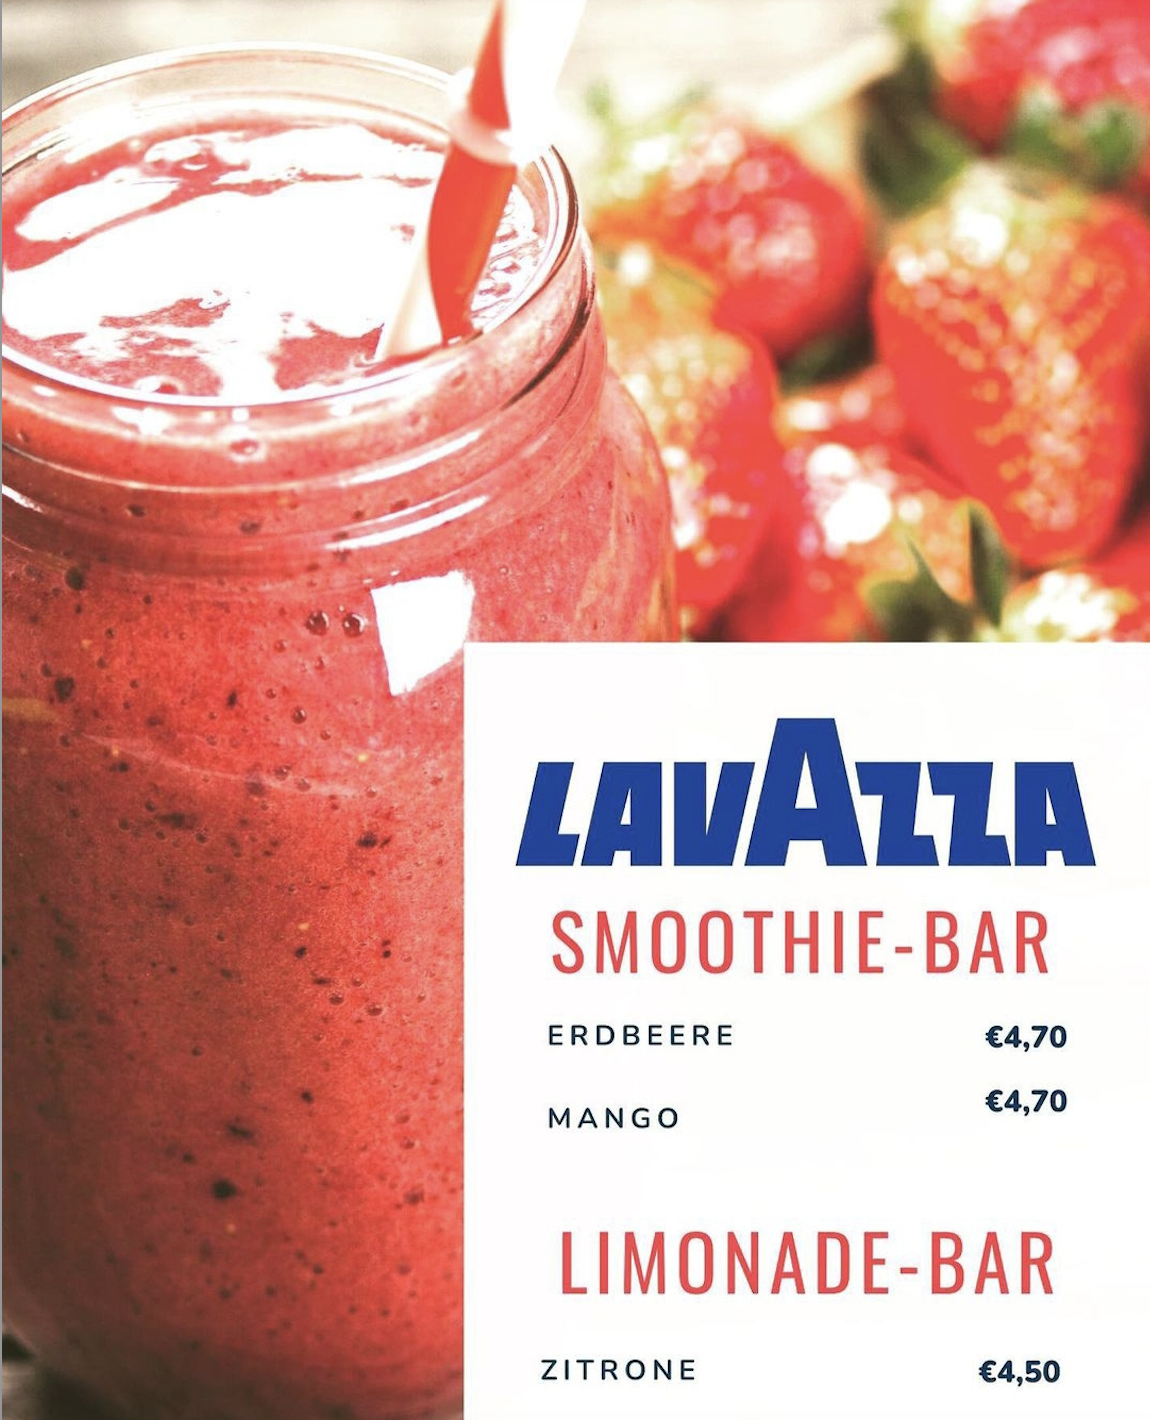 LAVAZZA
SMOOTHIE-BAR
ERDBEERE €4,70
MANGO €4,70
LIMONADE-BAR
ZITRONE €4,50